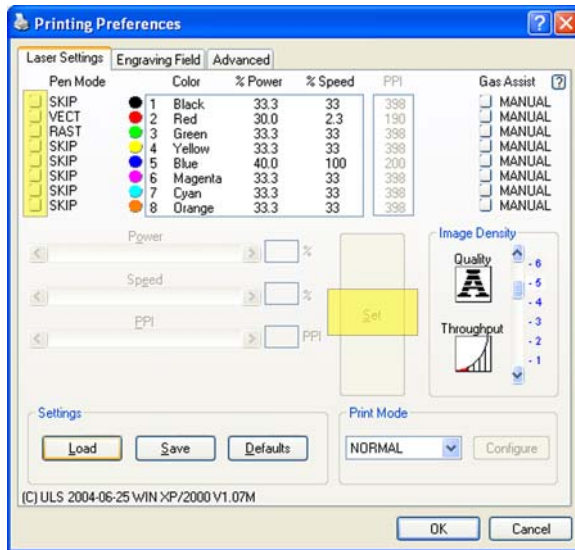 Printing Preferences
Laser Settings Engraving Field Advanced
Pen Mode Color % Power % Speed PPI Gas Assist ?
SKIP 1 Black 33.3 33 398 MANUAL
VECT 2 Red 30.0 2.3 190 MANUAL
RAST 3 Green 33.3 33 398 MANUAL
SKIP 4 Yellow 33.3 33 398 MANUAL
SKIP 5 Blue 40.0 100 200 MANUAL
SKIP 6 Magenta 33.3 33 398 MANUAL
SKIP 7 Cyan 33.3 33 398 MANUAL
SKIP 8 Orange 33.3 33 398 MANUAL
Power
%
Speed
%
PPI
PPI
Set
Image Density
Quality
A
Throughput
- 6
- 5
- 4
- 3
- 2
- 1
Settings
Load Save Defaults
Print Mode
NORMAL Configure
(C) ULS 2004-06-25 WIN XP/2000 V1.07M
OK Cancel